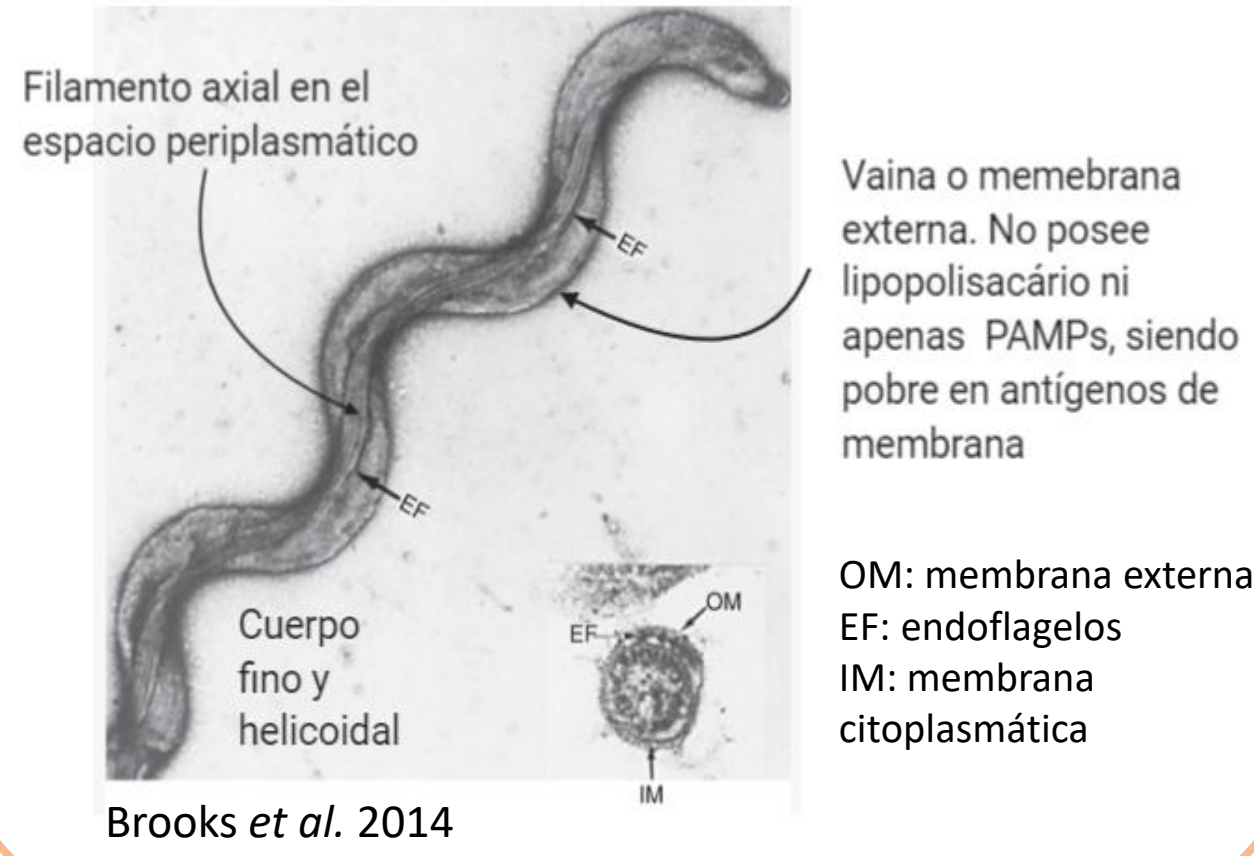 Filamento axial en el
espacio periplasmático
EF
Vaina o memebrana
externa. No posee
lipopolisacárido ni
apenas PAMPs, siendo
pobre en antígenos de
membrana
EF
Cuerpo
fino y
helicoidal
OM
EF
IM
OM: membrana externa
EF: endoflagelos
IM: membrana
citoplasmática
Brooks et al. 2014